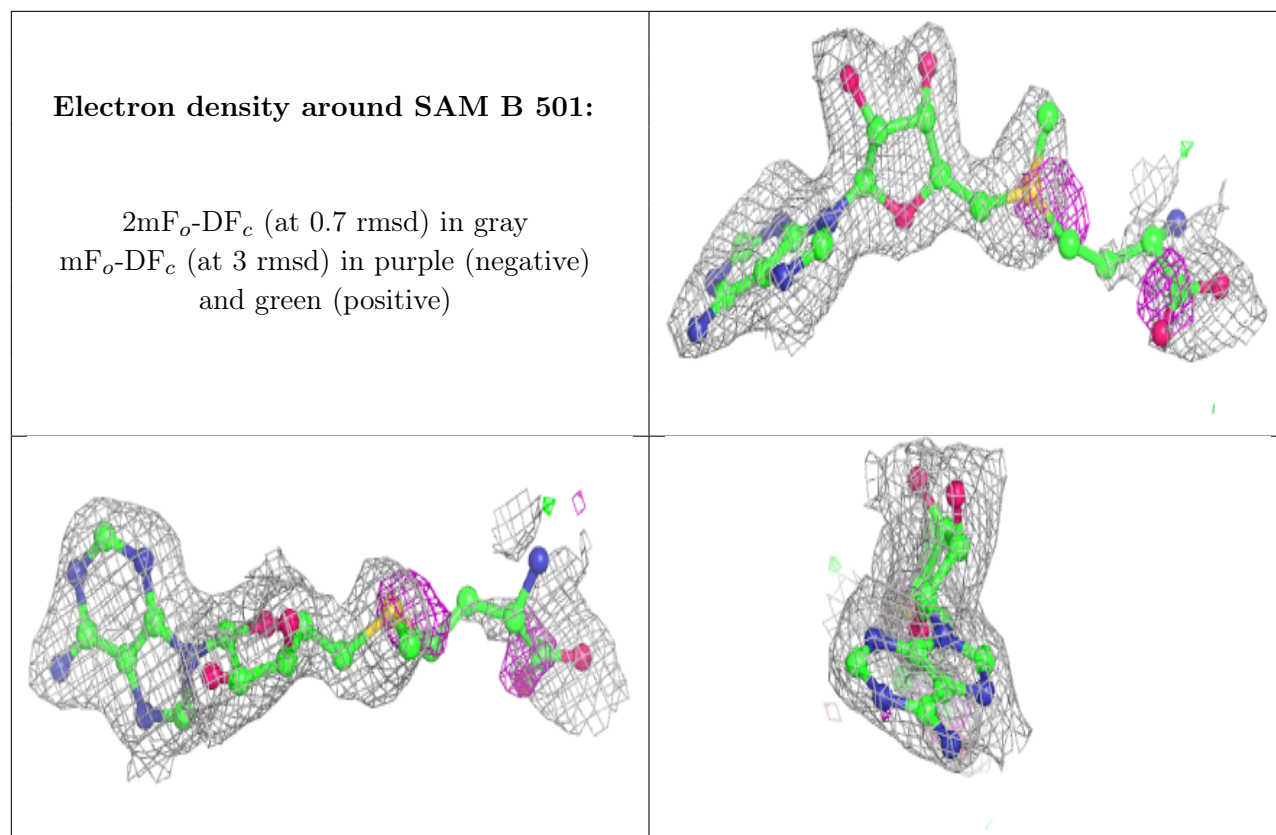 Electron density around SAM B 501:
2mFₒ-DF𝒸 (at 0.7 rmsd) in gray
mFₒ-DF𝒸 (at 3 rmsd) in purple (negative)
and green (positive)